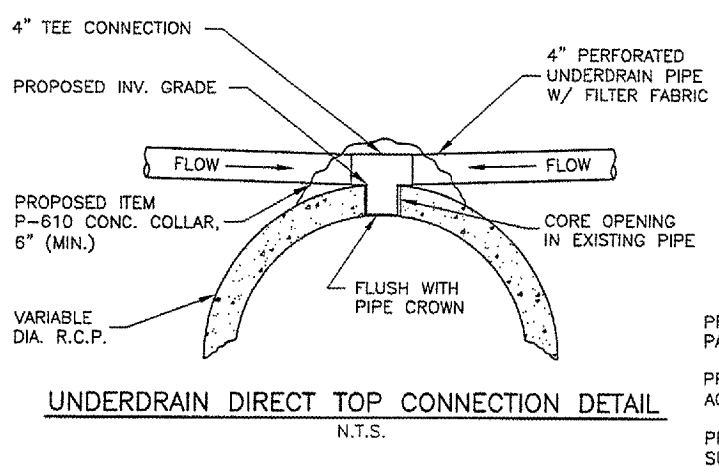 4" TEE CONNECTION
PROPOSED INV. GRADE
4" PERFORATED
UNDERDRAIN PIPE
W/ FILTER FABRIC
FLOW
FLOW
PROPOSED ITEM
P-610 CONC. COLLAR,
6" (MIN.)
CORE OPENING
IN EXISTING PIPE
FLUSH WITH
PIPE CROWN
VARIABLE
DIA. R.C.P.
UNDERDRAIN DIRECT TOP CONNECTION DETAIL
N.T.S.